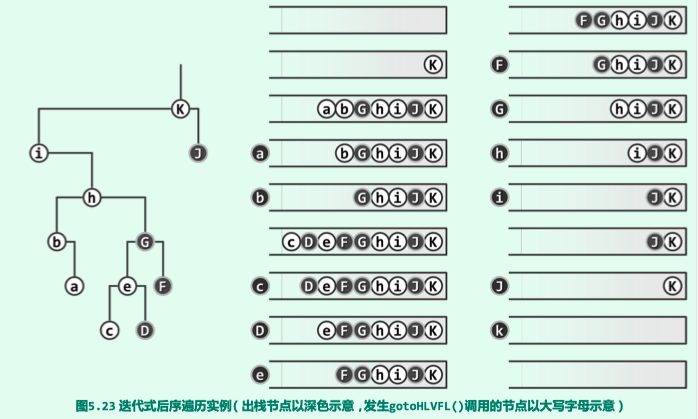 K
i
J
h
b
G
a
e
F
c
D
K
a b G h i J K
a b G h i J K
b G h i J K
c D e F G h i J K
c D e F G h i J K
D e F G h i J K
e F G h i J K
F G h i J K
F G h i J K
G h i J K
h i J K
i J K
J K
J K
k
图5.23 迭代式后序遍历实例(出栈节点以深色示意,发生gotoHLVFL()调用的节点以大写字母示意)